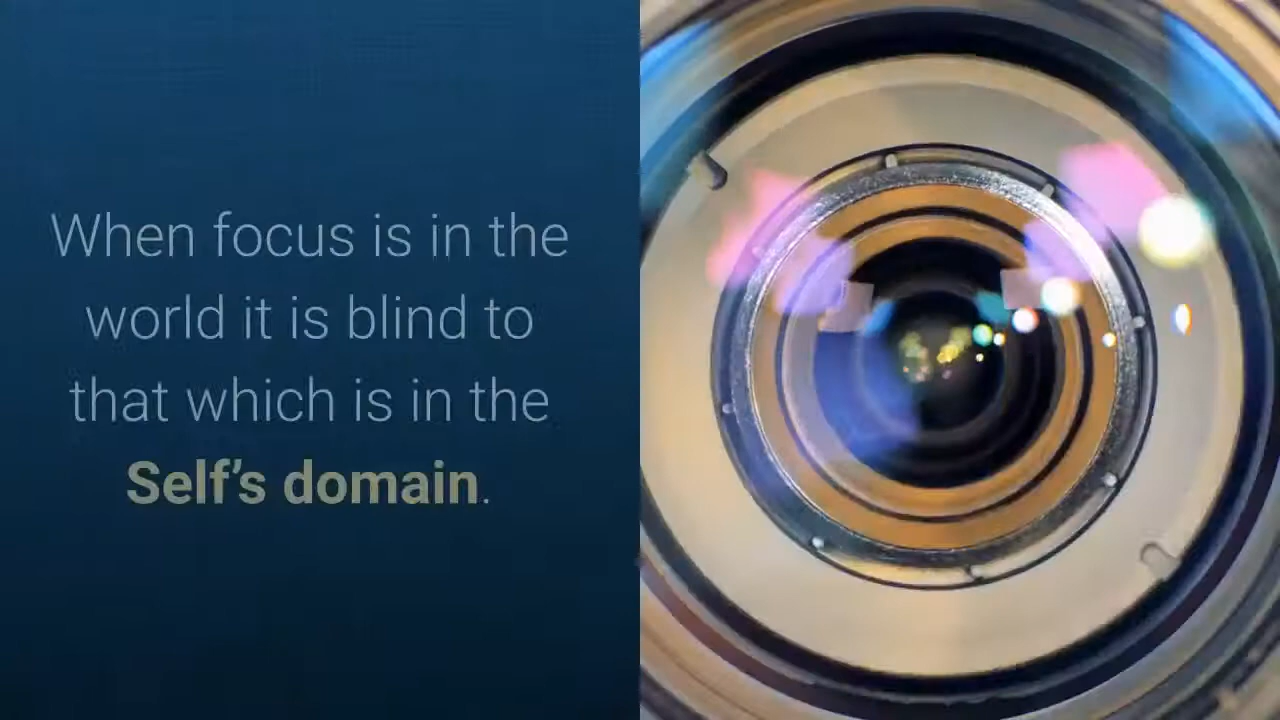 When focus is in the
world it is blind to
that which is in the
Self’s domain.